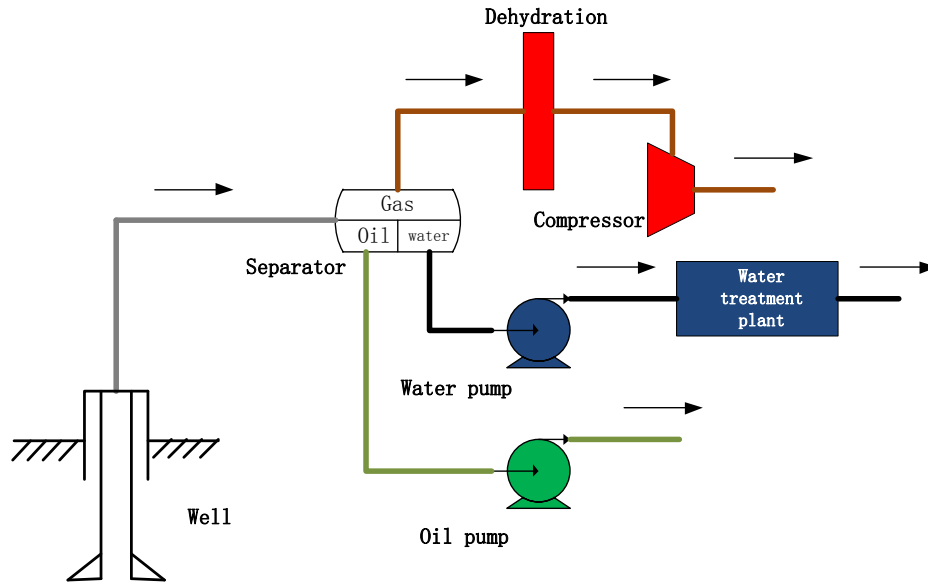 Dehydration
Gas
Compressor
Oil
water
Separator
Water
treatment
plant
Water pump
Well
Oil pump